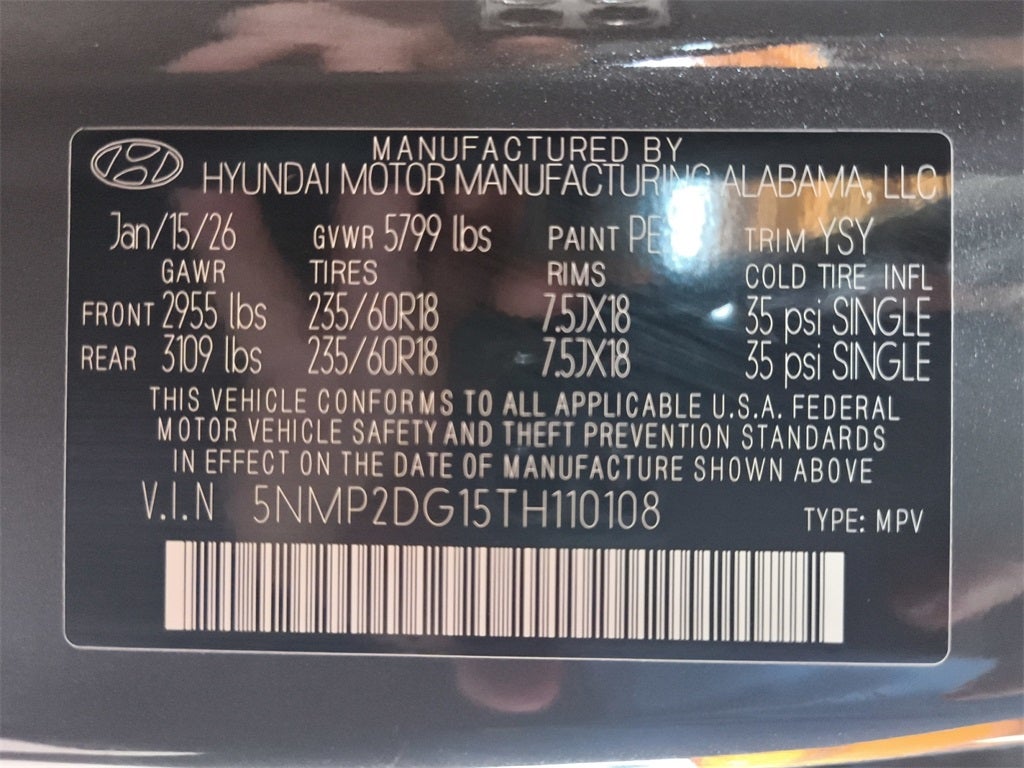 MANUFACTURED BY
HYUNDAI MOTOR MANUFACTURING ALABAMA, LLC
Jan/15/26 GVWR 5799 lbs PAINT TRIM YSY
GAWR TIRES RIMS COLD TIRE INFL
FRONT 2955 lbs 235/60R18 7.5JX18 35 psi SINGLE
REAR 3109 lbs 235/60R18 7.5JX18 35 psi SINGLE
THIS VEHICLE CONFORMS TO ALL APPLICABLE U.S.A. FEDERAL
MOTOR VEHICLE SAFETY AND THEFT PREVENTION STANDARDS
IN EFFECT ON THE DATE OF MANUFACTURE SHOWN ABOVE
V.I.N 5NMP2DG15TH110108
TYPE: MPV